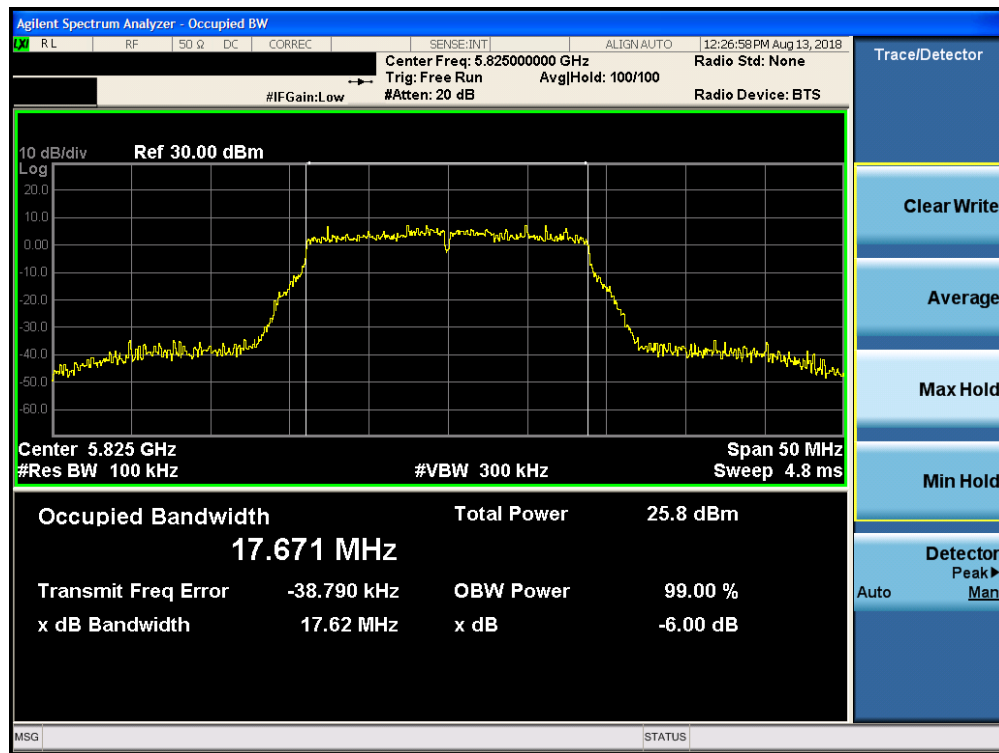 Agilent Spectrum Analyzer - Occupied BW
LXI RL RF 50 Ω DC CORREC SENSE:INT ALIGN AUTO 12:26:58 PM Aug 13, 2018
Center Freq: 5.825000000 GHz Radio Std: None
Trig: Free Run Avg|Hold: 100/100
#IFGain:Low #Atten: 20 dB Radio Device: BTS
10 dB/div Ref 30.00 dBm
Log
20.0
10.0
0.00
-10.0
-20.0
-30.0
-40.0
-50.0
-60.0
Center 5.825 GHz Span 50 MHz
#Res BW 100 kHz #VBW 300 kHz Sweep 4.8 ms
Occupied Bandwidth Total Power 25.8 dBm
17.671 MHz
Transmit Freq Error -38.790 kHz OBW Power 99.00 %
x dB Bandwidth 17.62 MHz x dB -6.00 dB
MSG STATUS
Trace/Detector
Clear Write
Average
Max Hold
Min Hold
Detector
Peak▶
Auto Man